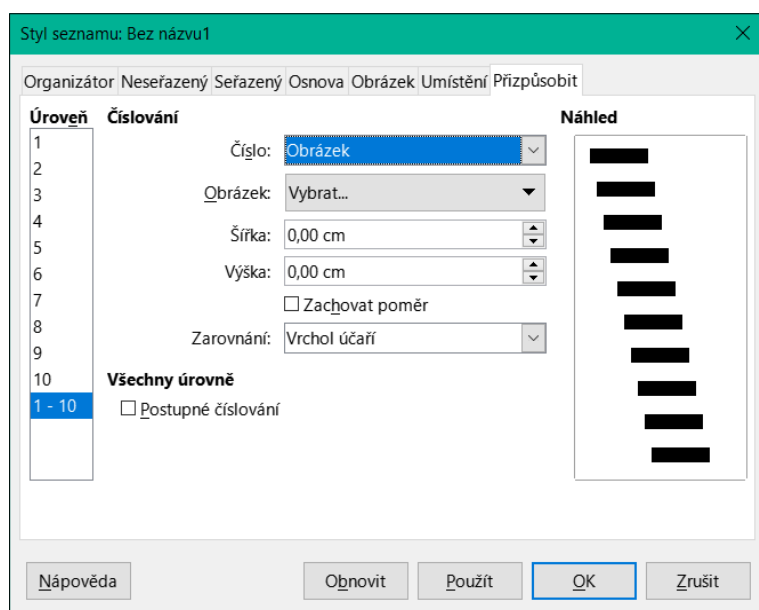 Styl seznamu: Bez názvu1
Organizátor Neseřazený Seřazený Osnova Obrázek Umístění Přizpůsobit
Úroveň Číslování Náhled
1
2
3
4
5
6
7
8
9
10
1 - 10
Číslo: Obrázek
Obrázek: Vybrat...
Šířka: 0,00 cm
Výška: 0,00 cm
Zachovat poměr
Zarovnání: Vrchol účaří
Všechny úrovně
Postupné číslování
Nápověda Obnovit Použít OK Zrušit